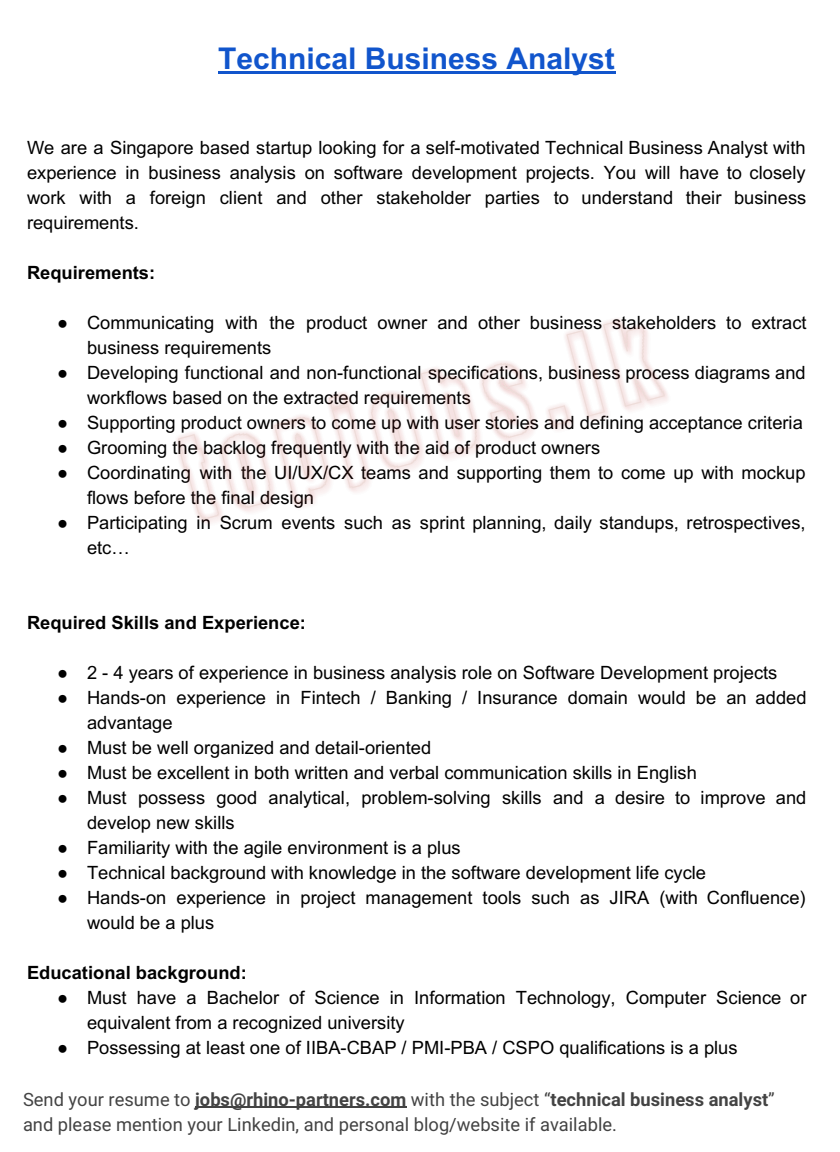 Technical Business Analyst
We are a Singapore based startup looking for a self-motivated Technical Business Analyst with
experience in business analysis on software development projects. You will have to closely
work with a foreign client and other stakeholder parties to understand their business
requirements.
Requirements:
● Communicating with the product owner and other business stakeholders to extract
business requirements
● Developing functional and non-functional specifications, business process diagrams and
workflows based on the extracted requirements
● Supporting product owners to come up with user stories and defining acceptance criteria
● Grooming the backlog frequently with the aid of product owners
● Coordinating with the UI/UX/CX teams and supporting them to come up with mockup
flows before the final design
● Participating in Scrum events such as sprint planning, daily standups, retrospectives,
etc…
topjobs.lk
Required Skills and Experience:
● 2 - 4 years of experience in business analysis role on Software Development projects
● Hands-on experience in Fintech / Banking / Insurance domain would be an added
advantage
● Must be well organized and detail-oriented
● Must be excellent in both written and verbal communication skills in English
● Must possess good analytical, problem-solving skills and a desire to improve and
develop new skills
● Familiarity with the agile environment is a plus
● Technical background with knowledge in the software development life cycle
● Hands-on experience in project management tools such as JIRA (with Confluence)
would be a plus
Educational background:
● Must have a Bachelor of Science in Information Technology, Computer Science or
equivalent from a recognized university
● Possessing at least one of IIBA-CBAP / PMI-PBA / CSPO qualifications is a plus
Send your resume to jobs@rhino-partners.com with the subject “technical business analyst”
and please mention your Linkedin, and personal blog/website if available.